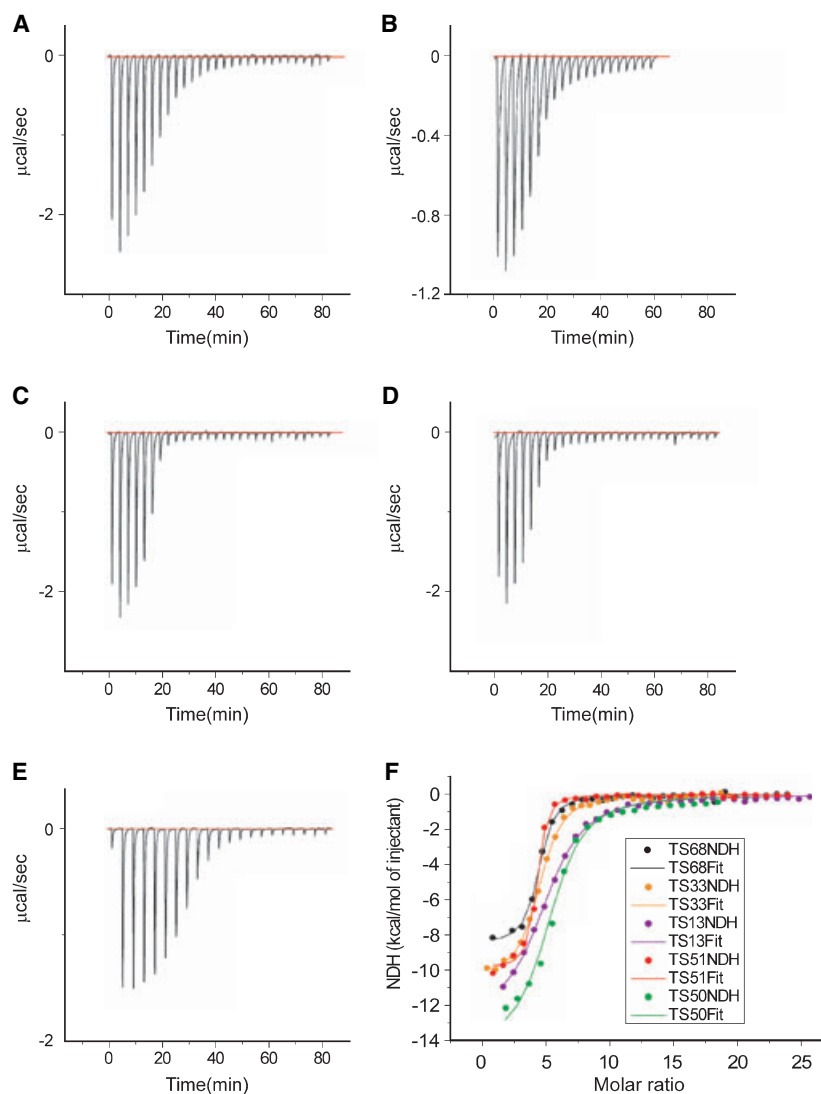 A
0
-2
μcal/sec
0 20 40 60 80
Time(min)
B
0
-0.4
-0.8
-1.2
μcal/sec
0 20 40 60 80
Time(min)
C
0
-2
μcal/sec
0 20 40 60 80
Time(min)
D
0
-2
μcal/sec
0 20 40 60 80
Time(min)
E
0
-2
μcal/sec
0 20 40 60 80
Time(min)
F
0
-2
-4
-6
-8
-10
-12
-14
NDH (kcal/mol of injectant)
TS68NDH
TS68Fit
TS33NDH
TS33Fit
TS13NDH
TS13Fit
TS51NDH
TS51Fit
TS50NDH
TS50Fit
0 5 10 15 20 25
Molar ratio